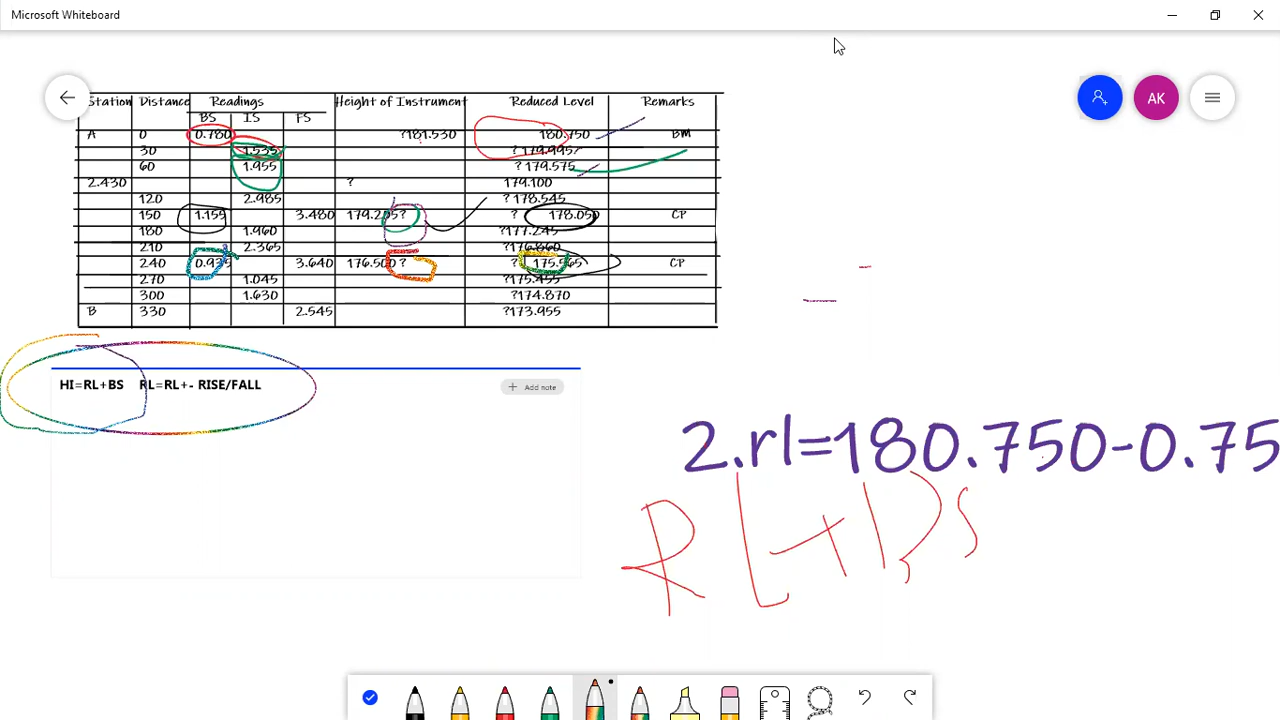 Microsoft Whiteboard
AK
Station Distance Readings Height of Instrument Reduced Level Remarks
BS IS FS
A 0 0.780 ?181.530 180.750 BM
30 1.535 ? 179.995?
60 1.955 ? 179.575
2.430 ? 179.100
120 2.985 ? 178.545
150 1.155 3.480 179.205? ? 178.050 CP
180 1.960 ?177.245
210 2.365 ?176.860
240 0.935 3.640 176.500? ? 175.565 CP
270 1.045 ?175.455
300 1.630 ?174.870
B 330 2.545 ?173.955
HI=RL+BS RL=RL+- RISE/FALL
Add note
2.rl=180.750-0.75
RL+Bs